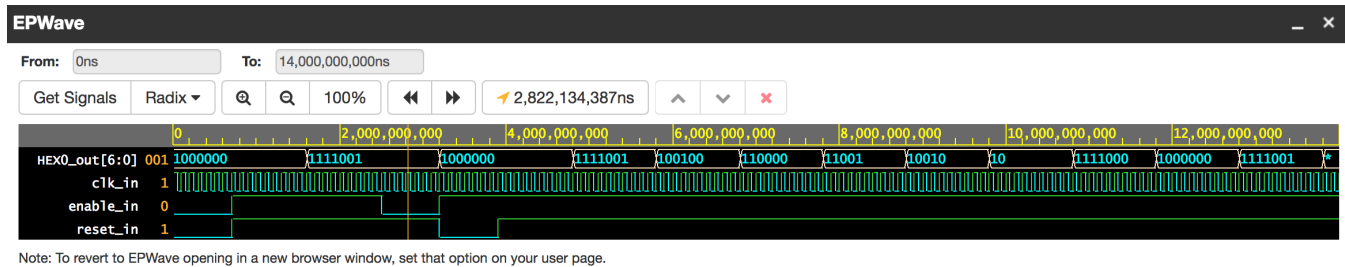 EPWave
From: 0ns To: 14,000,000,000ns
Get Signals Radix 100% 2,822,134,387ns
0 2,000,000,000 4,000,000,000 6,000,000,000 8,000,000,000 10,000,000,000 12,000,000,000
HEX0_out[6:0] 001 1000000 1111001 1000000 1111001 100100 110000 11001 10010 10 1111000 1000000 1111001 *
clk_in 1
enable_in 0
reset_in 1
Note: To revert to EPWave opening in a new browser window, set that option on your user page.